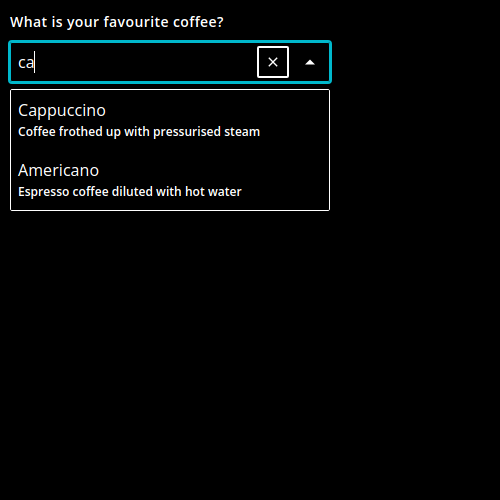 What is your favourite coffee?
ca
Cappuccino
Coffee frothed up with pressurised steam
Americano
Espresso coffee diluted with hot water